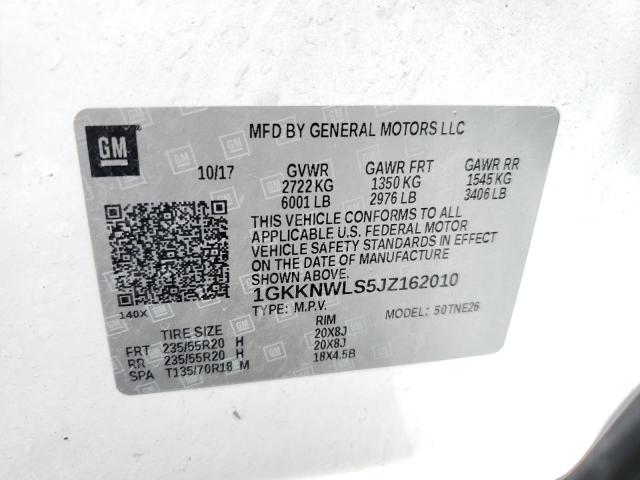 GM
MFD BY GENERAL MOTORS LLC
10/17 GVWR GAWR FRT GAWR RR
2722 KG 1350 KG 1545 KG
6001 LB 2976 LB 3406 LB
THIS VEHICLE CONFORMS TO ALL
APPLICABLE U.S. FEDERAL MOTOR
VEHICLE SAFETY STANDARDS IN EFFECT
ON THE DATE OF MANUFACTURE
SHOWN ABOVE.
1GKKNWLS5JZ162010
TYPE: M.P.V. MODEL: 50TNE26
140X
TIRE SIZE RIM
FRT 235/55R20 H 20X8J
RR 235/55R20 H 20X8J
SPA T135/70R18 M 18X4.5B